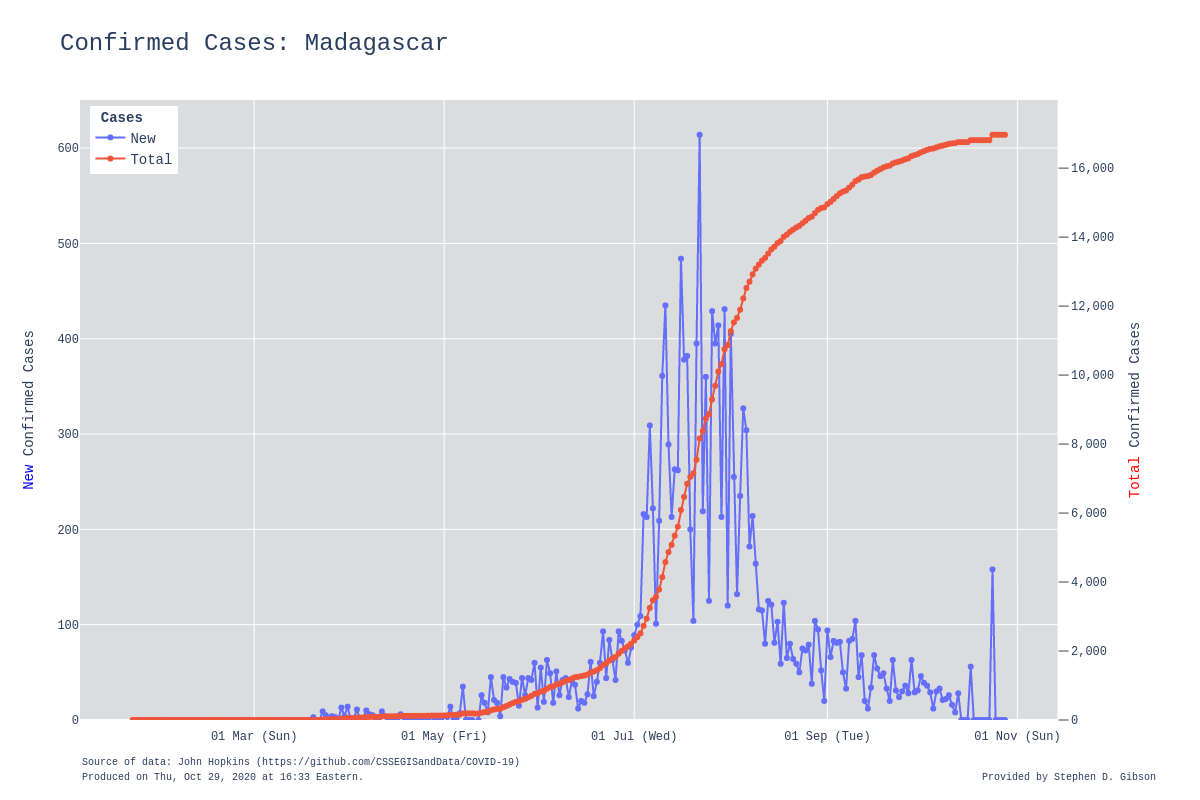 Confirmed Cases: Madagascar
Cases
New
Total
600
500
400
300
200
100
0
16,000
14,000
12,000
10,000
8,000
6,000
4,000
2,000
0
New Confirmed Cases
Total Confirmed Cases
01 Mar (Sun)
01 May (Fri)
01 Jul (Wed)
01 Sep (Tue)
01 Nov (Sun)
Source of data: John Hopkins (https://github.com/CSSEGISandData/COVID-19)
Produced on Thu, Oct 29, 2020 at 16:33 Eastern.
Provided by Stephen D. Gibson